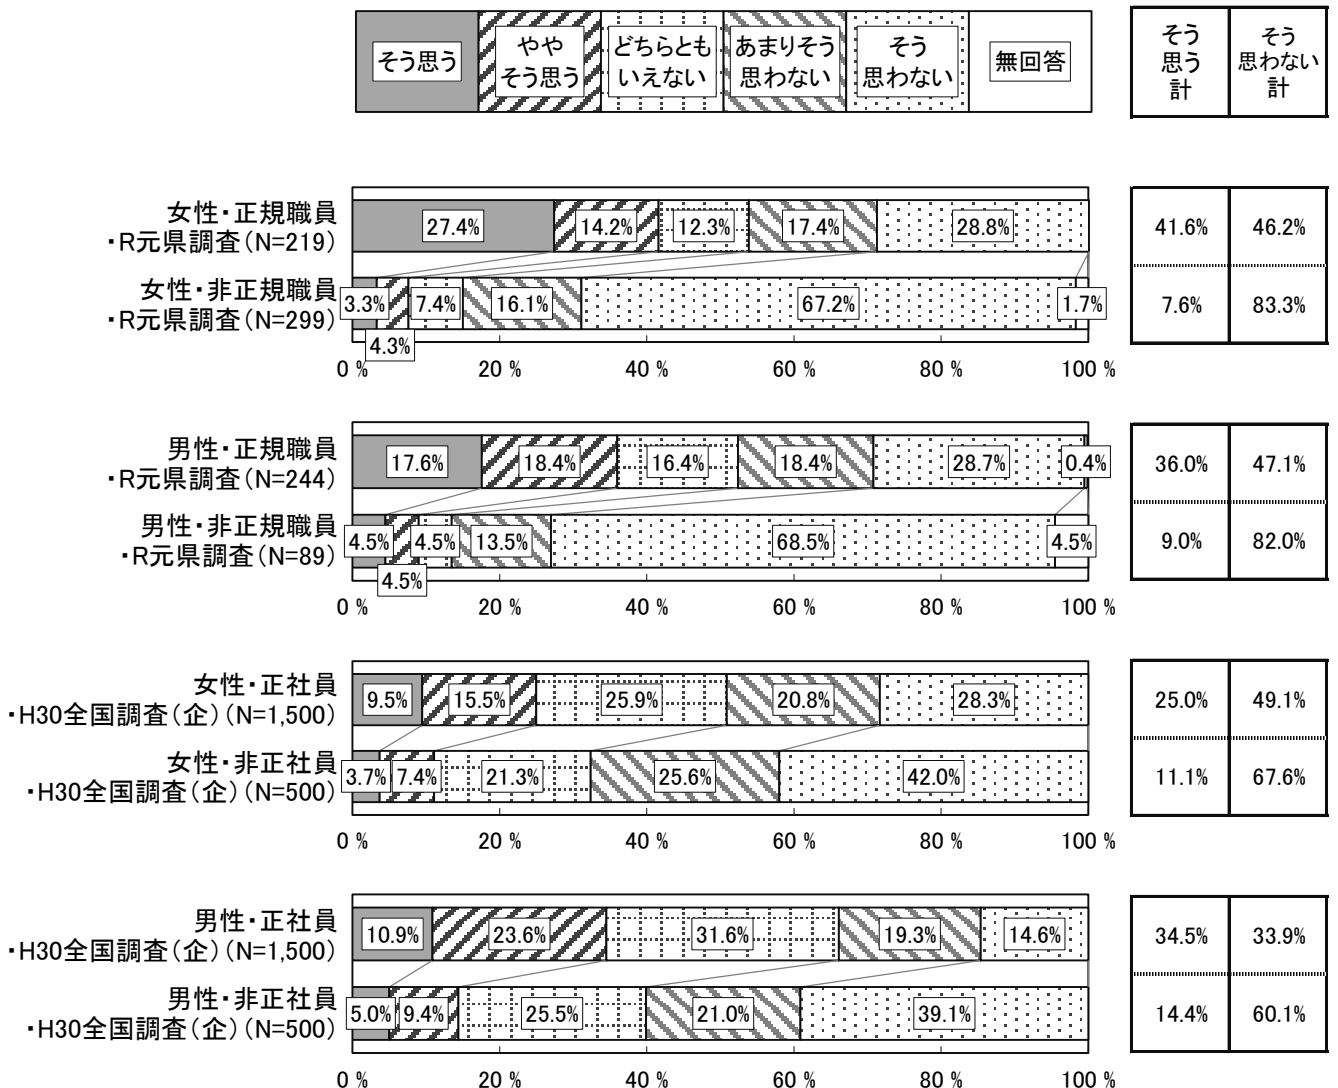 そう思う
やや
そう思う
どちらとも
いえない
あまりそう
思わない
そう
思わない
無回答
そう
思う
計
そう
思わない
計
女性・正規職員
・R元県調査(N=219)
27.4% 14.2% 12.3% 17.4% 28.8% 41.6% 46.2%
女性・非正規職員
・R元県調査(N=299)
3.3% 4.3% 7.4% 16.1% 67.2% 1.7% 7.6% 83.3%
0 % 20 % 40 % 60 % 80 % 100 %
男性・正規職員
・R元県調査(N=244)
17.6% 18.4% 16.4% 18.4% 28.7% 0.4% 36.0% 47.1%
男性・非正規職員
・R元県調査(N=89)
4.5% 4.5% 4.5% 13.5% 68.5% 4.5% 9.0% 82.0%
0 % 20 % 40 % 60 % 80 % 100 %
女性・正社員
・H30全国調査(企)(N=1,500)
9.5% 15.5% 25.9% 20.8% 28.3% 25.0% 49.1%
女性・非正社員
・H30全国調査(企)(N=500)
3.7% 7.4% 21.3% 25.6% 42.0% 11.1% 67.6%
0 % 20 % 40 % 60 % 80 % 100 %
男性・正社員
・H30全国調査(企)(N=1,500)
10.9% 23.6% 31.6% 19.3% 14.6% 34.5% 33.9%
男性・非正社員
・H30全国調査(企)(N=500)
5.0% 9.4% 25.5% 21.0% 39.1% 14.4% 60.1%
0 % 20 % 40 % 60 % 80 % 100 %